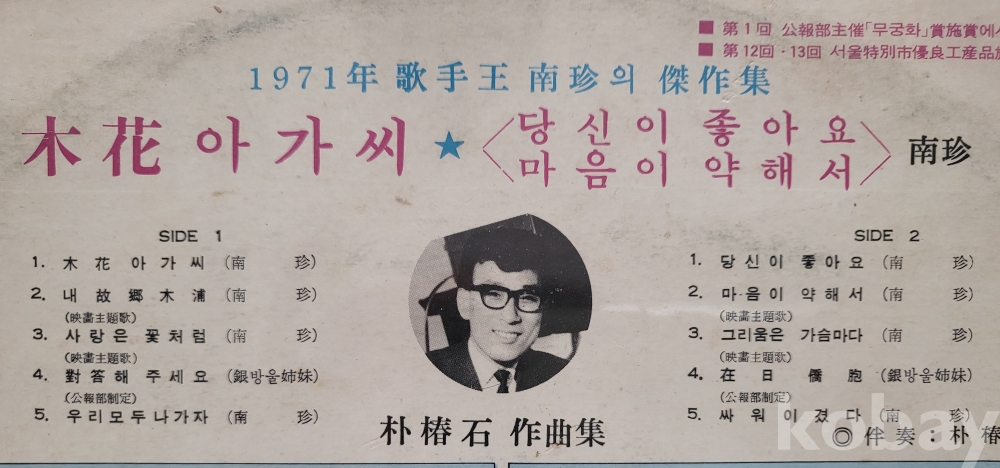 ■ 第1回 公報部主催「무궁화」賞施賞에서
■ 第12回·13回 서울特別市優良工産品
1971年 歌手王 南珍의 傑作集
木花아가씨 ★ 〈당신이 좋아요
마음이 약해서〉 南珍
SIDE 1
1. 木花아가씨 (南 珍)
2. 내故鄕木浦 (南 珍)
(映畵主題歌)
3. 사랑은 꽃처럼 (南 珍)
(映畵主題歌)
4. 對答해 주세요 (銀방울姉妹)
(公報部制定)
5. 우리모두나가자 (南 珍)
朴椿石 作曲集
SIDE 2
1. 당신이 좋아요 (南 珍)
2. 마음이 약해서 (南 珍)
(映畵主題歌)
3. 그리움은 가슴마다 (南 珍)
(映畵主題歌)
4. 在日僑胞 (銀방울姉妹)
(公報部制定)
5. 싸워이겼다 (南 珍)
◎ 伴奏 : 朴椿
kobay